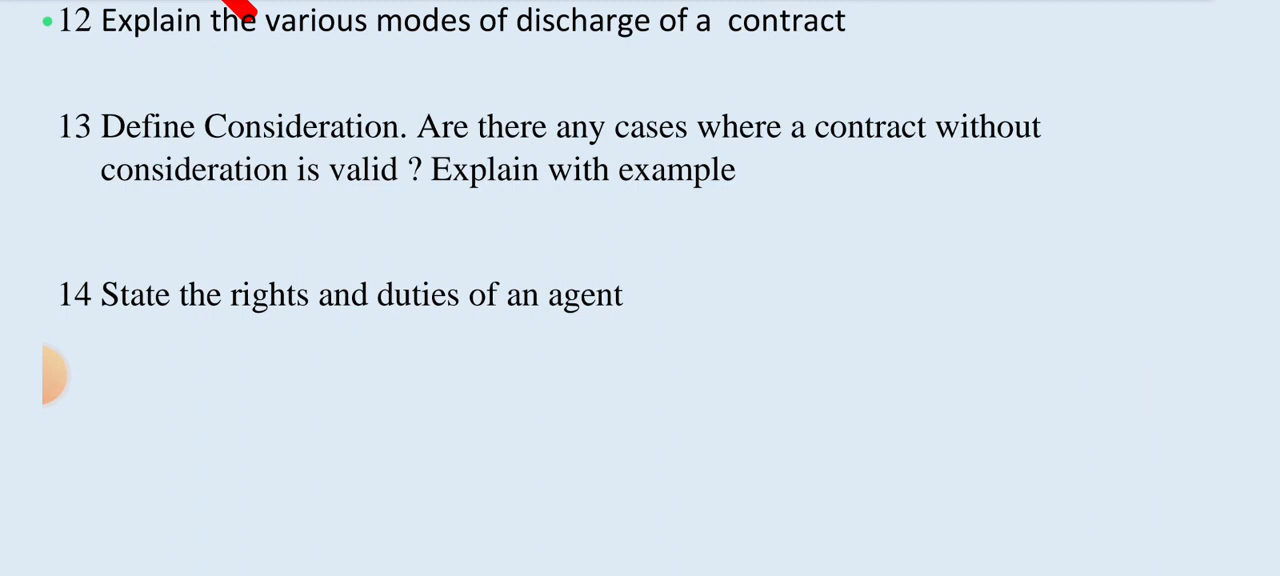 12 Explain the various modes of discharge of a contract
13 Define Consideration. Are there any cases where a contract without
consideration is valid ? Explain with example
14 State the rights and duties of an agent